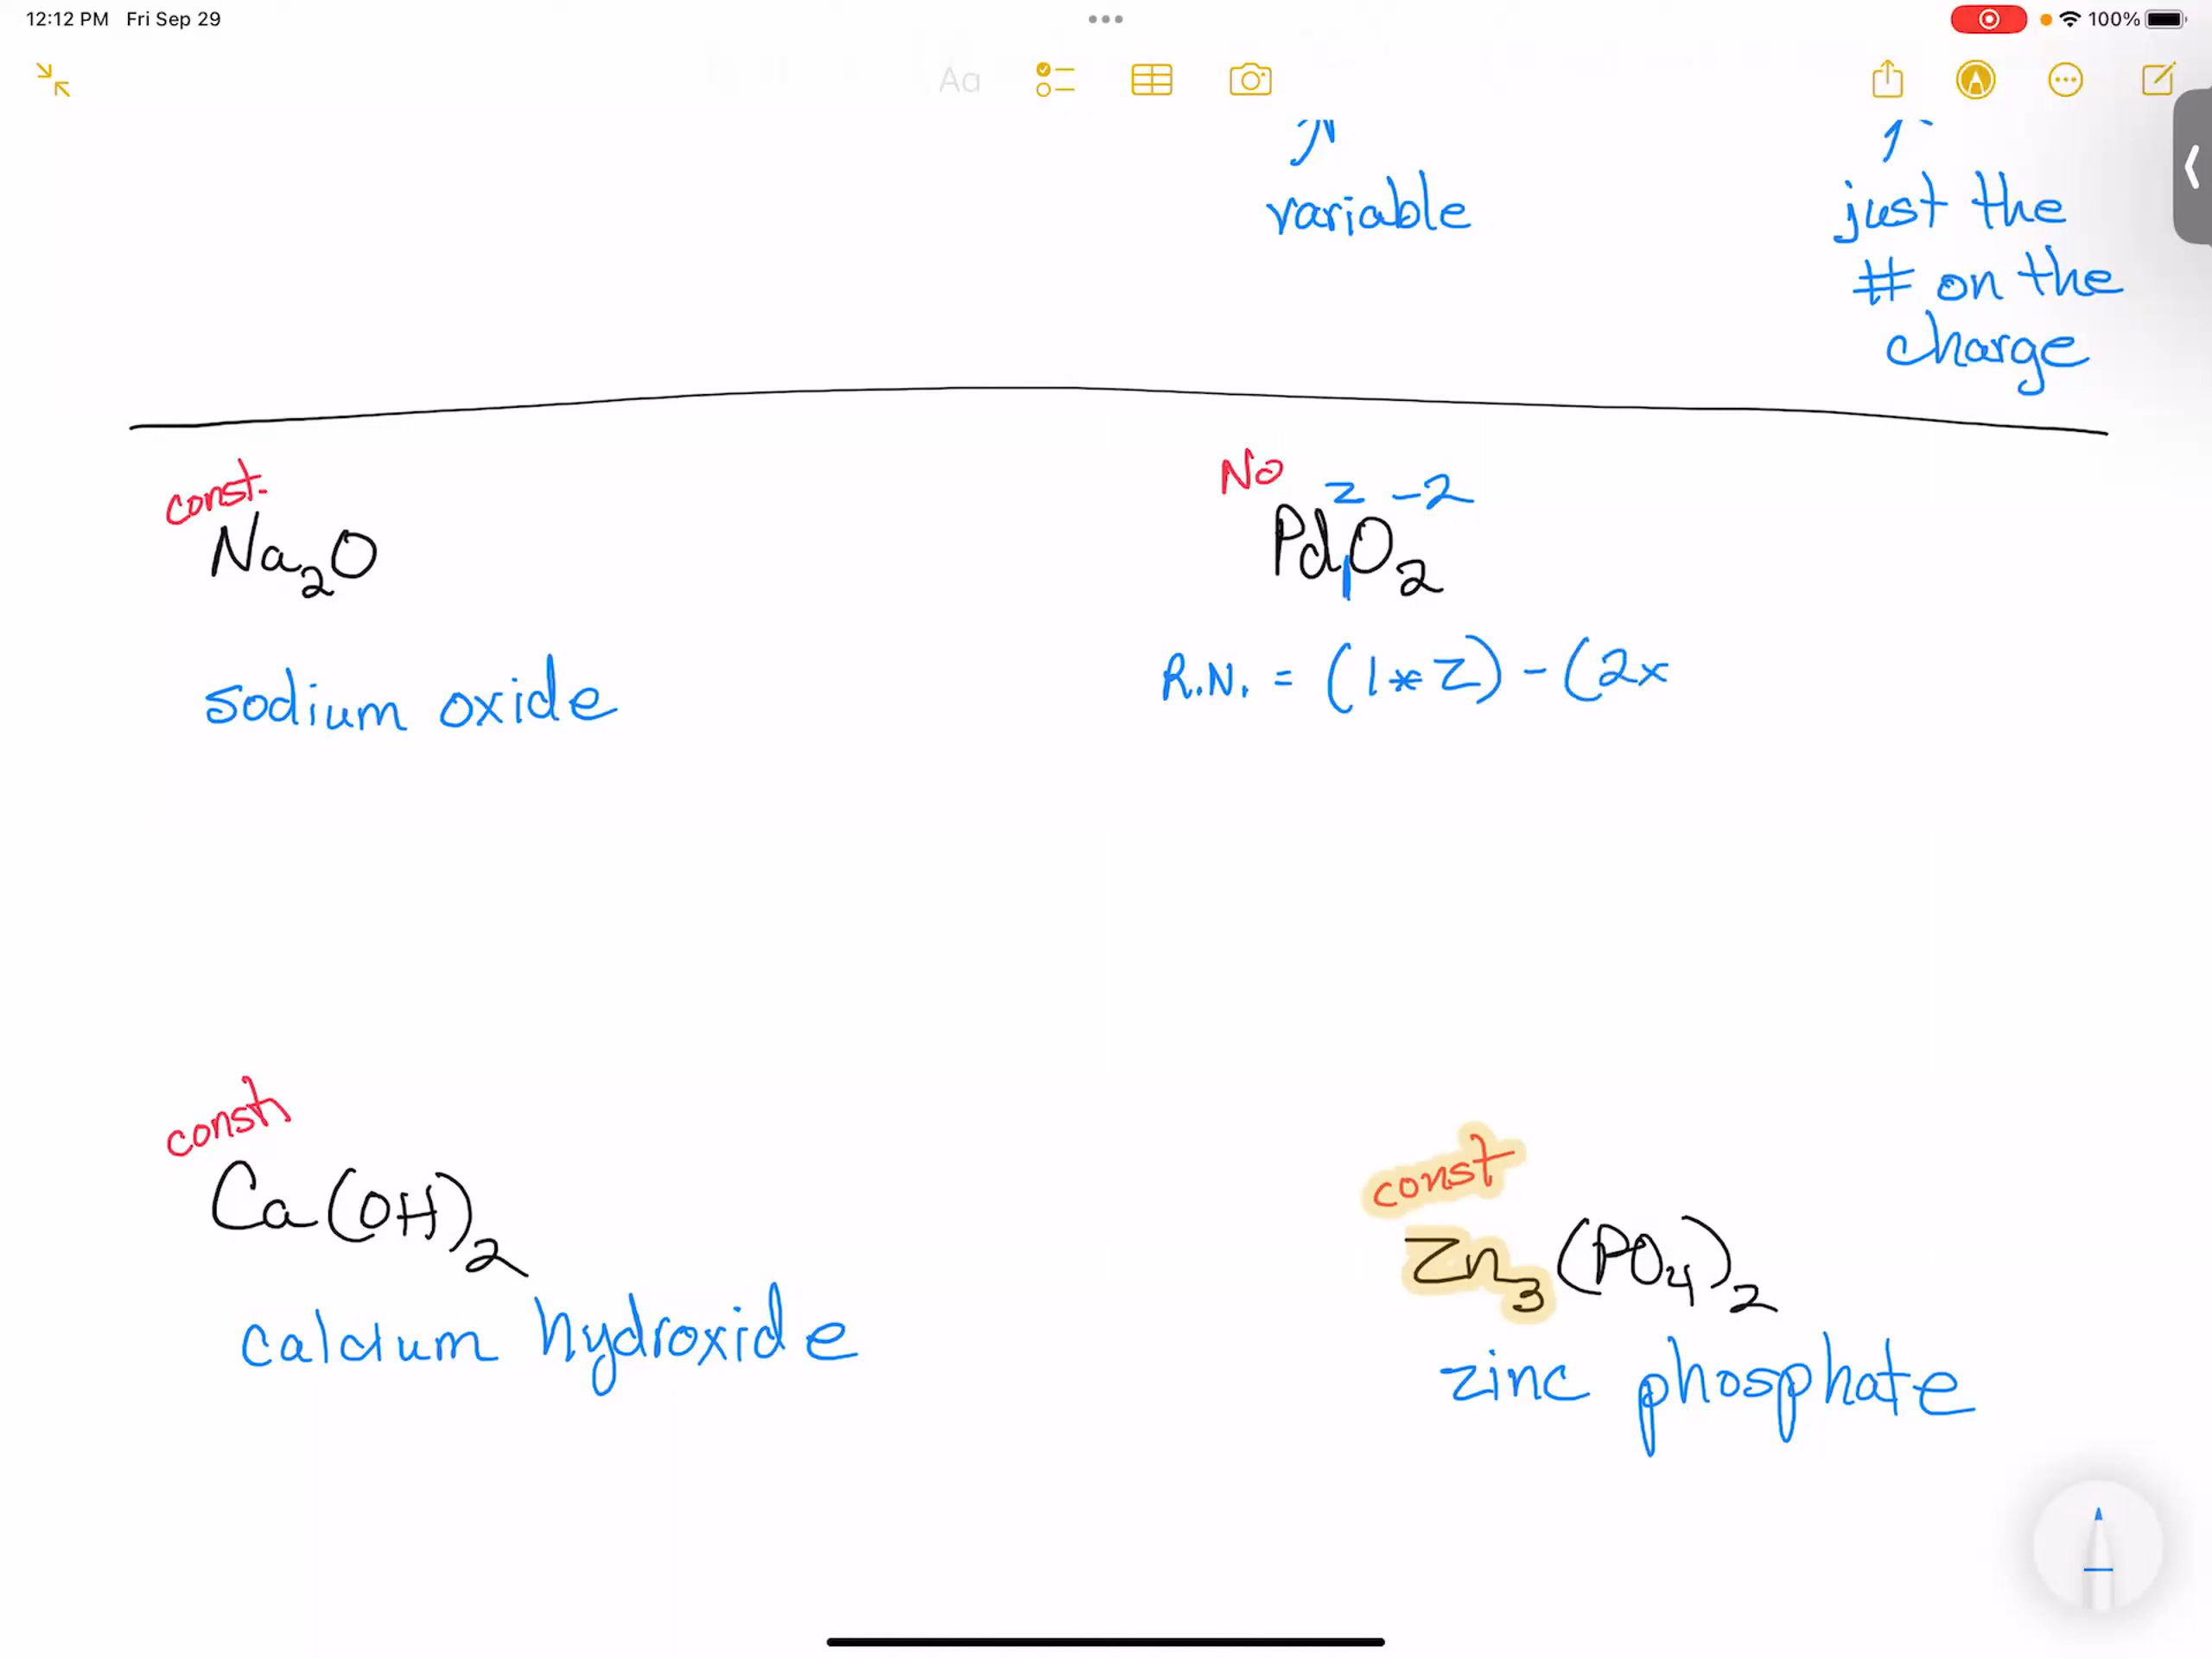 12:12 PM Fri Sep 29
100%
Aa
variable
just the
# on the
charge
const.
Na₂O
sodium oxide
No
z -2
Pd₁O₂
R.N. = (1*z) - (2x
const.
Ca(OH)₂
calcium hydroxide
const
Zn₃(PO₄)₂
zinc phosphate